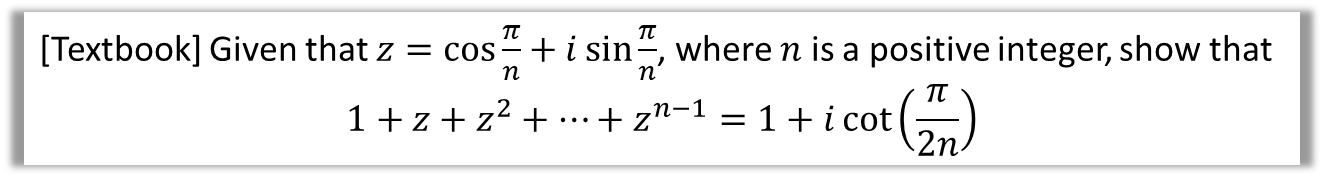 [Textbook] Given that z = cos π/n + i sin π/n, where n is a positive integer, show that
1 + z + z² + ⋯ + zⁿ⁻¹ = 1 + i cot(π/2n)